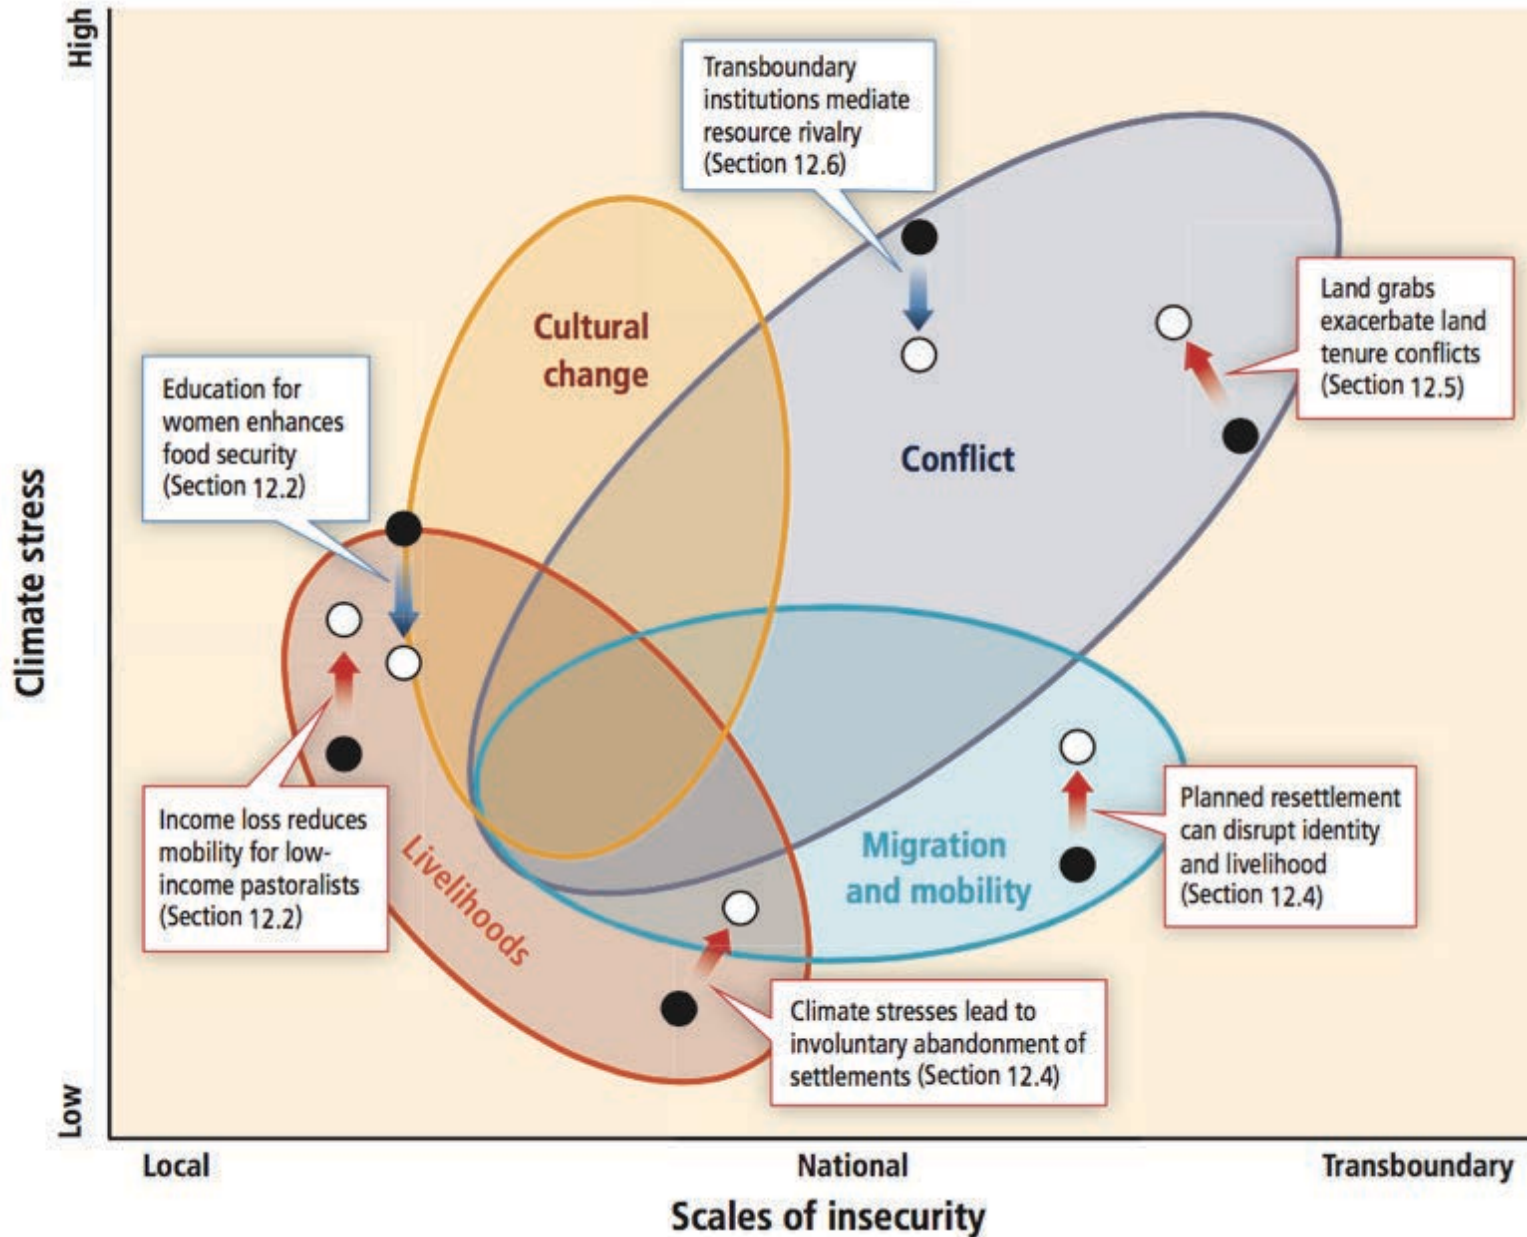 High
Transboundary
institutions mediate
resource rivalry
(Section 12.6)
Land grabs
exacerbate land
tenure conflicts
(Section 12.5)
Cultural
change
Education for
women enhances
food security
(Section 12.2)
Conflict
Climate stress
Income loss reduces
mobility for low-
income pastoralists
(Section 12.2)
Livelihoods
Migration
and mobility
Planned resettlement
can disrupt identity
and livelihood
(Section 12.4)
Climate stresses lead to
involuntary abandonment of
settlements (Section 12.4)
Low
Local
National
Transboundary
Scales of insecurity